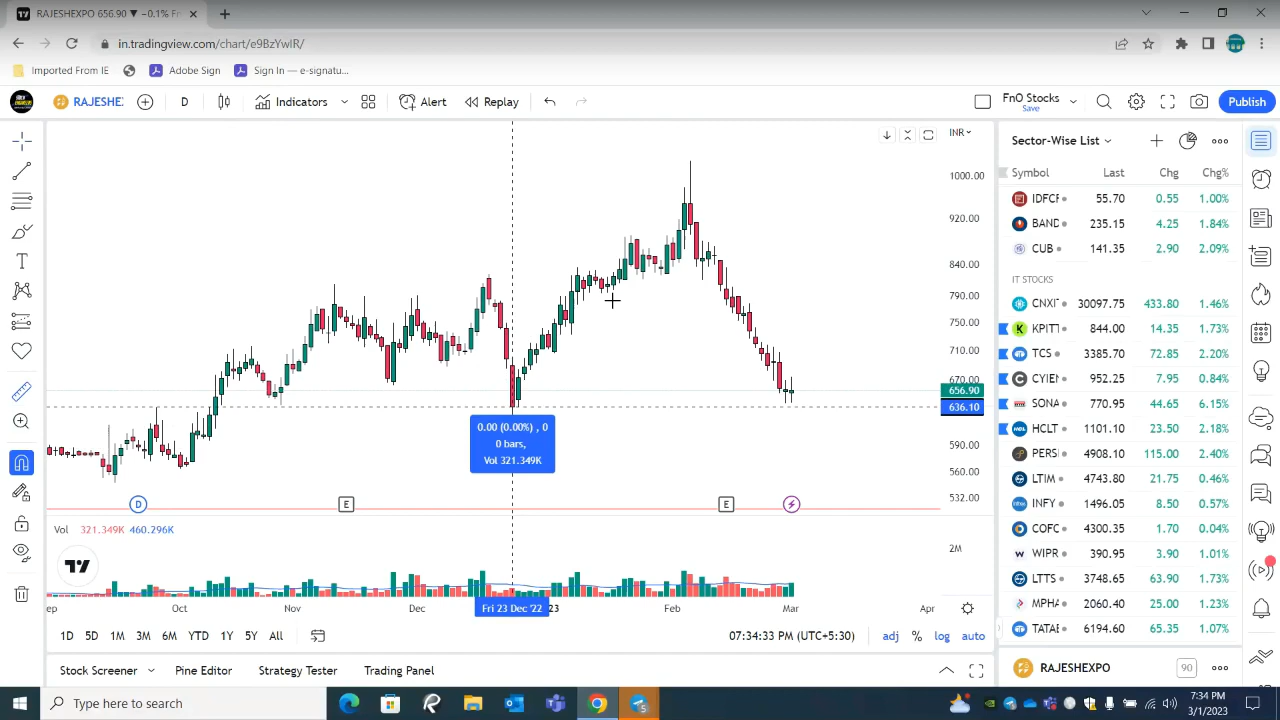 RAJESHEXPO 656.90 ▼ −0.1%
in.tradingview.com/chart/e9BzYwlR/
Imported From IE
Adobe Sign
Sign In — e-signatu...
RAJESHE:
D
Indicators
Alert
Replay
FnO Stocks
Save
Publish
INR
1000.00
920.00
840.00
790.00
750.00
710.00
670.00
656.90
636.10
590.00
560.00
532.00
0.00 (0.00%) , 0
0 bars,
Vol 321.349K
D
E
E
Vol 321.349K 460.296K
2M
ep
Oct
Nov
Dec
Fri 23 Dec '22
23
Feb
Mar
Apr
1D 5D 1M 3M 6M YTD 1Y 5Y All
07:34:33 PM (UTC+5:30)
adj % log auto
Stock Screener
Pine Editor
Strategy Tester
Trading Panel
Sector-Wise List
Symbol Last Chg Chg%
IDFCF 55.70 0.55 1.00%
BAND 235.15 4.25 1.84%
CUB 141.35 2.90 2.09%
IT STOCKS
CNXI 30097.75 433.80 1.46%
KPIT 844.00 14.35 1.73%
TCS 3385.70 72.85 2.20%
CYIEN 952.25 7.95 0.84%
SONA 770.95 44.65 6.15%
HCLT 1101.10 23.50 2.18%
PERS 4908.10 115.00 2.40%
LTIM 4743.80 21.75 0.46%
INFY 1496.05 8.50 0.57%
COFC 4300.35 1.70 0.04%
WIPR 390.95 3.90 1.01%
LTTS 3748.65 63.90 1.73%
MPHA 2060.40 25.00 1.23%
TATAE 6194.60 65.35 1.07%
RAJESHEXPO
90
Type here to search
7:34 PM
3/1/2023